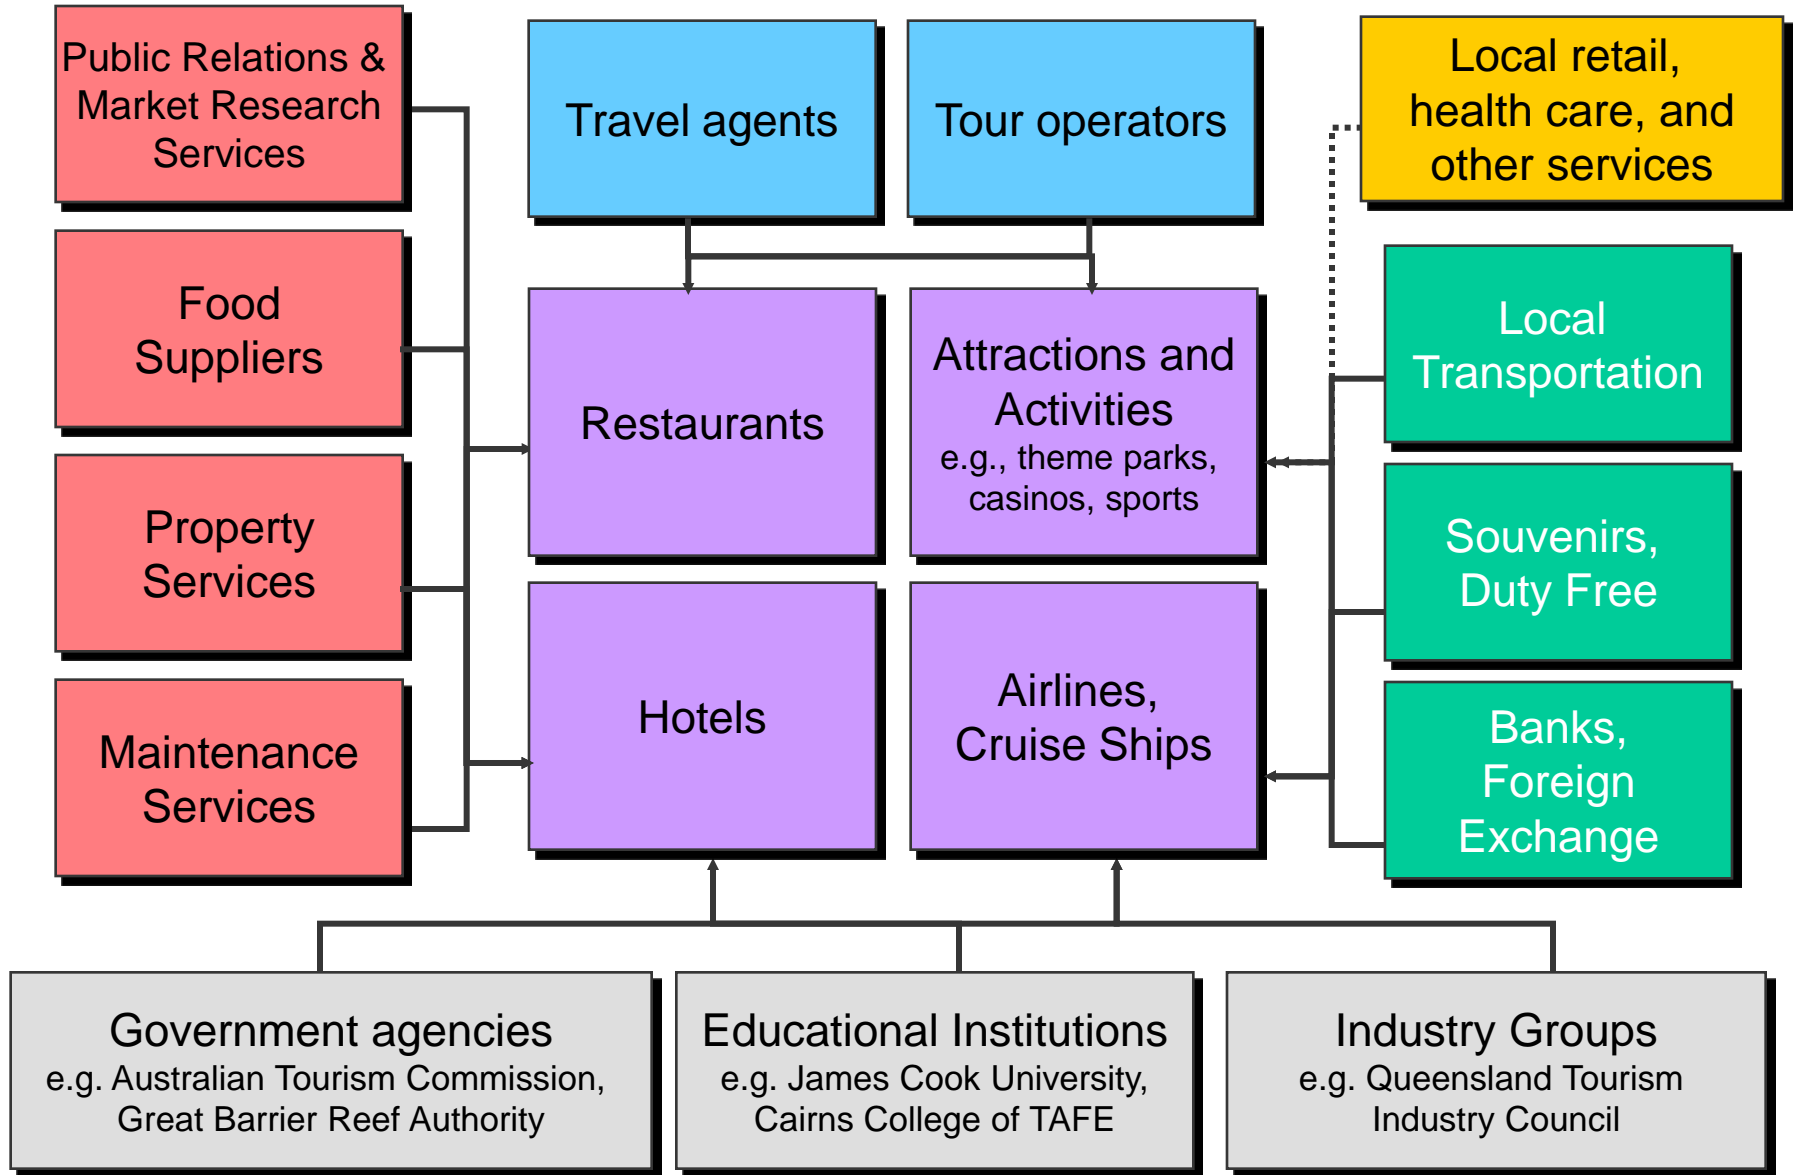 Public Relations &
Market Research
Services
Travel agents
Tour operators
Local retail,
health care, and
other services
Food
Suppliers
Restaurants
Attractions and
Activities
e.g., theme parks,
casinos, sports
Local
Transportation
Property
Services
Souvenirs,
Duty Free
Maintenance
Services
Hotels
Airlines,
Cruise Ships
Banks,
Foreign
Exchange
Government agencies
e.g. Australian Tourism Commission,
Great Barrier Reef Authority
Educational Institutions
e.g. James Cook University,
Cairns College of TAFE
Industry Groups
e.g. Queensland Tourism
Industry Council